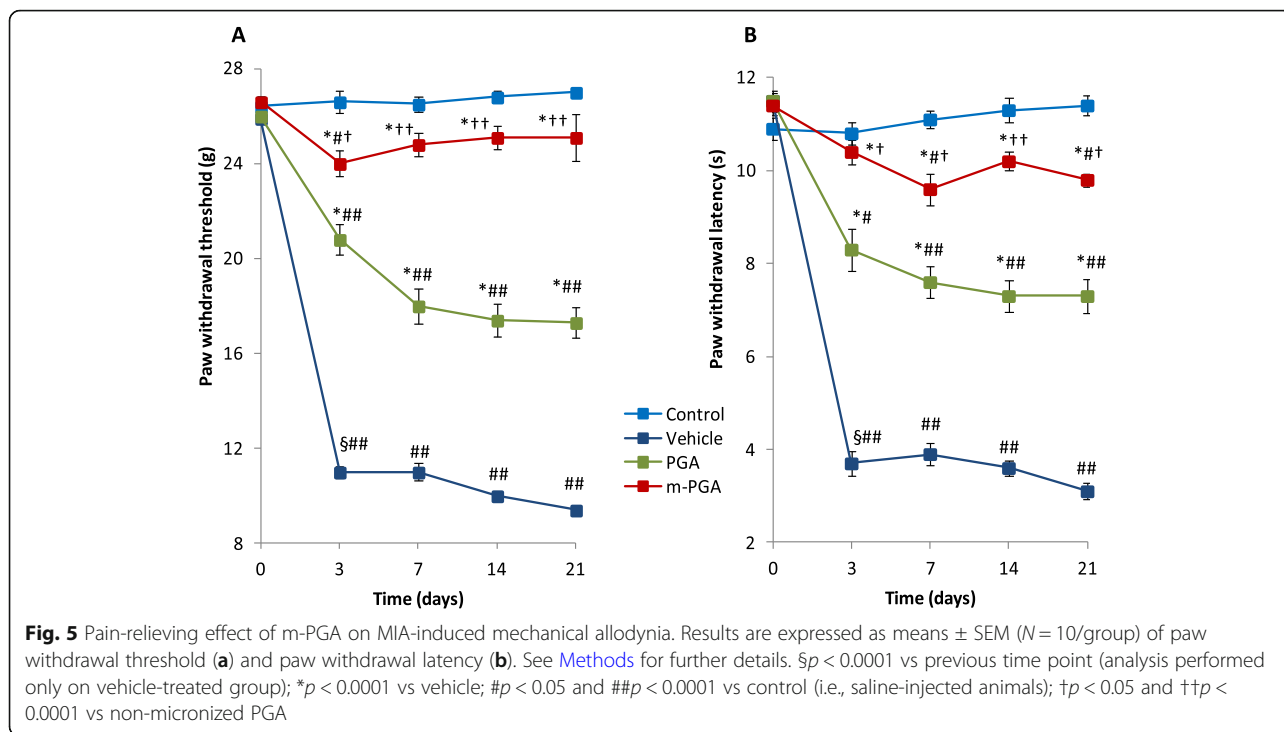 A
28
24
20
16
12
8
Paw withdrawal threshold (g)
*#†
*††
*††
*††
*##
*##
*##
*##
§##
##
##
##
0 3 7 14 21
Time (days)
Control
Vehicle
PGA
m-PGA
B
12
10
8
6
4
2
Paw withdrawal latency (s)
*†
*#†
*††
*#†
*#
*##
*##
*##
§##
##
##
##
0 3 7 14 21
Time (days)
Fig. 5 Pain-relieving effect of m-PGA on MIA-induced mechanical allodynia. Results are expressed as means ± SEM (N = 10/group) of paw
withdrawal threshold (a) and paw withdrawal latency (b). See Methods for further details. §p < 0.0001 vs previous time point (analysis performed
only on vehicle-treated group); *p < 0.0001 vs vehicle; #p < 0.05 and ##p < 0.0001 vs control (i.e., saline-injected animals); †p < 0.05 and ††p <
0.0001 vs non-micronized PGA